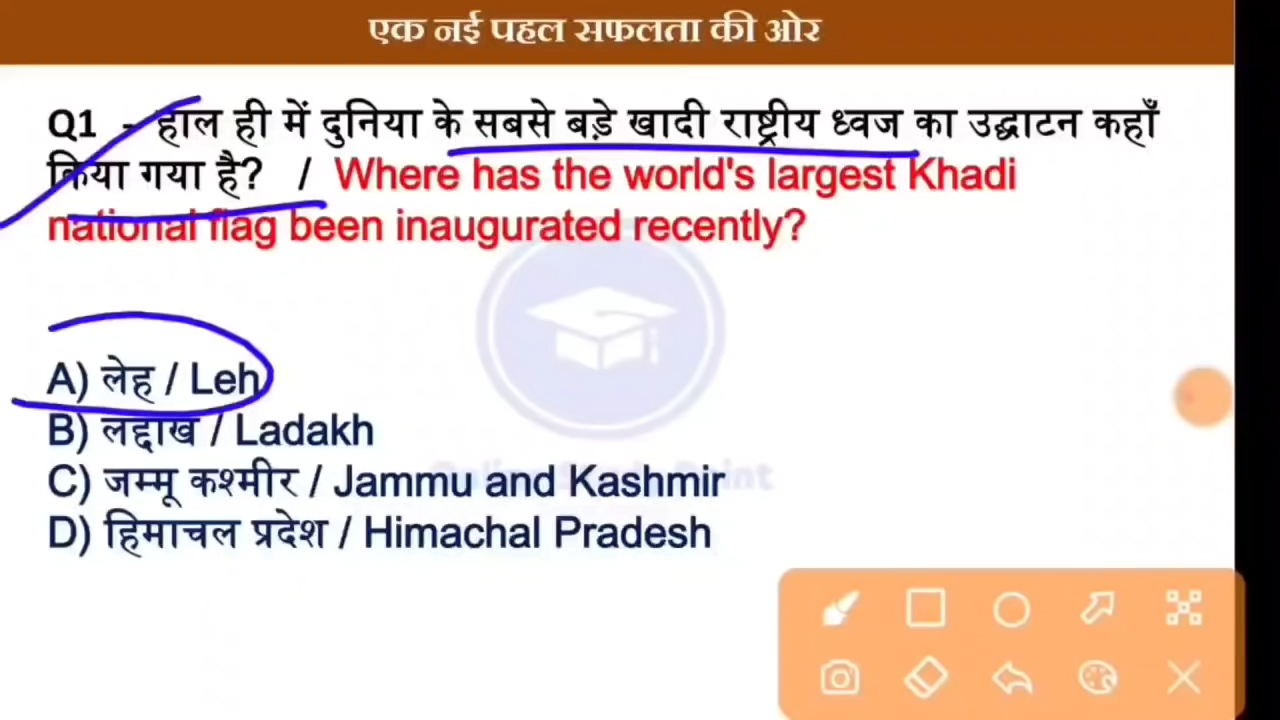 एक नई पहल सफलता की ओर
Q1 - हाल ही में दुनिया के सबसे बड़े खादी राष्ट्रीय ध्वज का उद्घाटन कहाँ
किया गया है? / Where has the world's largest Khadi
national flag been inaugurated recently?
A) लेह / Leh
B) लद्दाख / Ladakh
C) जम्मू कश्मीर / Jammu and Kashmir
D) हिमाचल प्रदेश / Himachal Pradesh